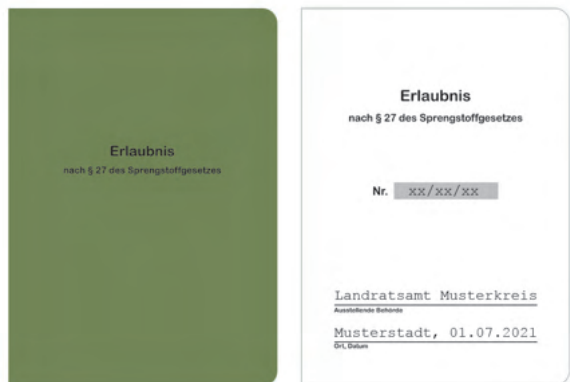 Erlaubnis
nach § 27 des Sprengstoffgesetzes
Erlaubnis
nach § 27 des Sprengstoffgesetzes
Nr. xx/xx/xx
Landratsamt Musterkreis
Ausstellende Behörde
Musterstadt, 01.07.2021
Ort, Datum